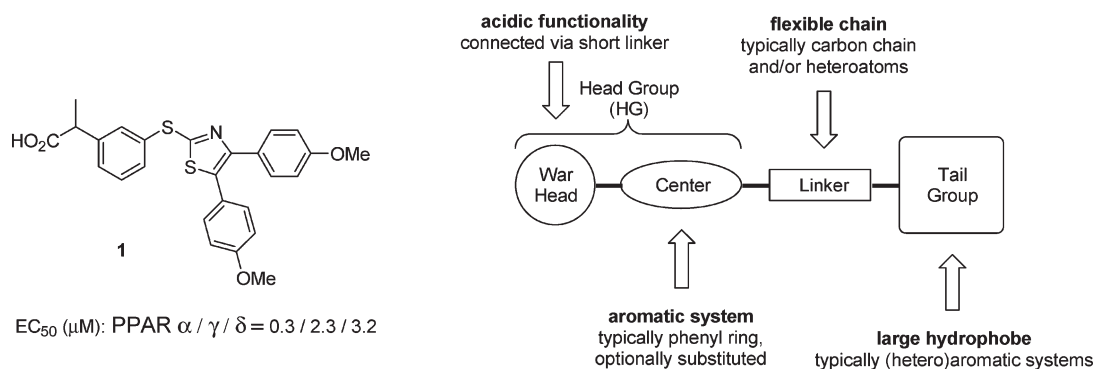 HO2C
S
N
S
OMe
OMe
1
EC50 (μM): PPAR α / γ / δ = 0.3 / 2.3 / 3.2
acidic functionality
connected via short linker
Head Group
(HG)
flexible chain
typically carbon chain
and/or heteroatoms
War
Head
Center
Linker
Tail
Group
aromatic system
typically phenyl ring,
optionally substituted
large hydrophobe
typically (hetero)aromatic systems